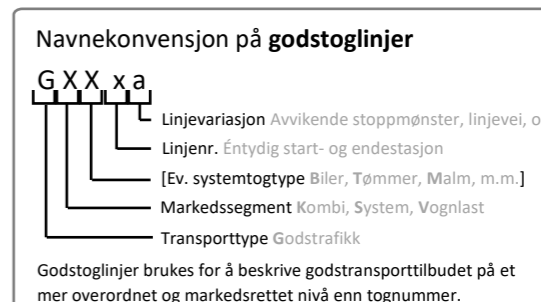 Navnekonvensjon på godstoglinjer
G X X x a
Linjevariasjon Avvikende stoppmønster, linjevei, o
Linjenr. Éntydig start- og endestasjon
[Ev. systemtogtype Biler, Tømmer, Malm, m.m.]
Markedssegment Kombi, System, Vognlast
Transporttype Godstrafikk
Godstoglinjer brukes for å beskrive godstransporttilbudet på et
mer overordnet og markedsrettet nivå enn tognummer.